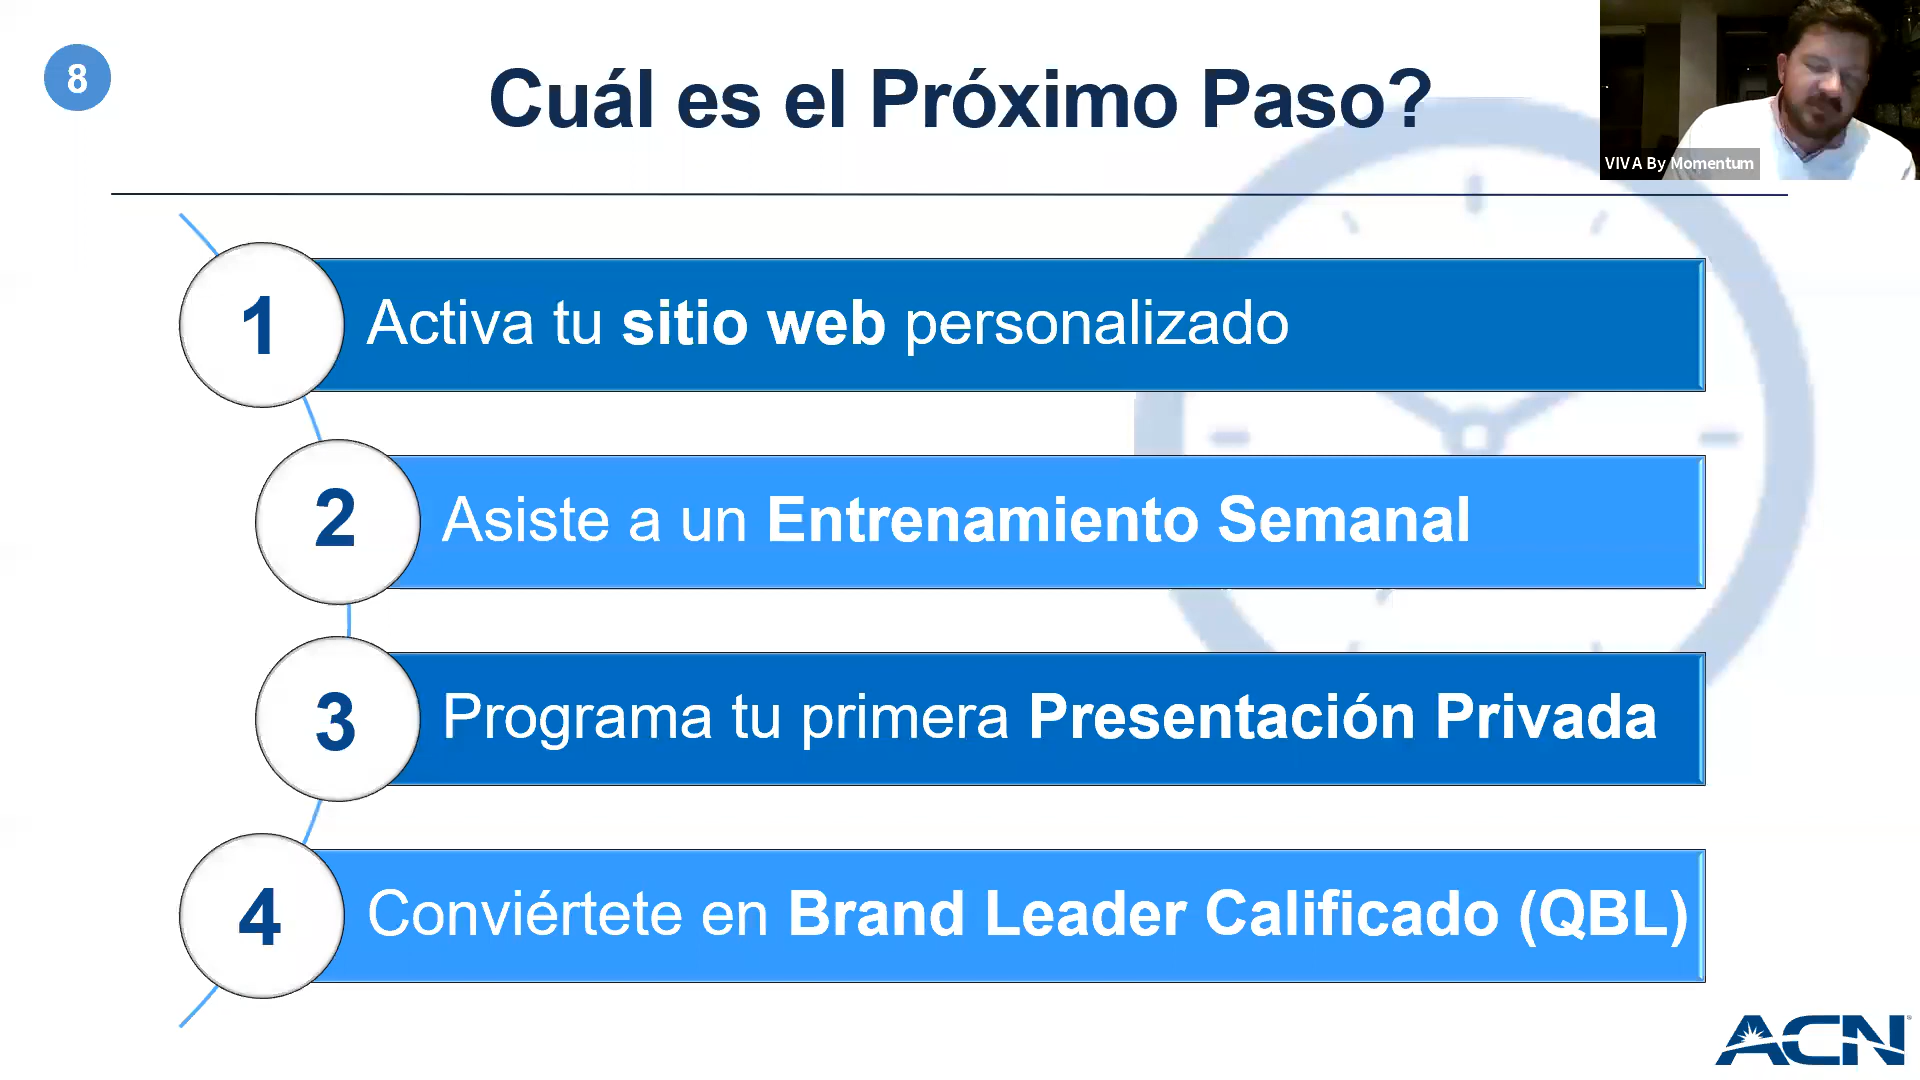 8
Cuál es el Próximo Paso?
VIVA By Momentum
1
Activa tu sitio web personalizado
2
Asiste a un Entrenamiento Semanal
3
Programa tu primera Presentación Privada
4
Conviértete en Brand Leader Calificado (QBL)
ACN®